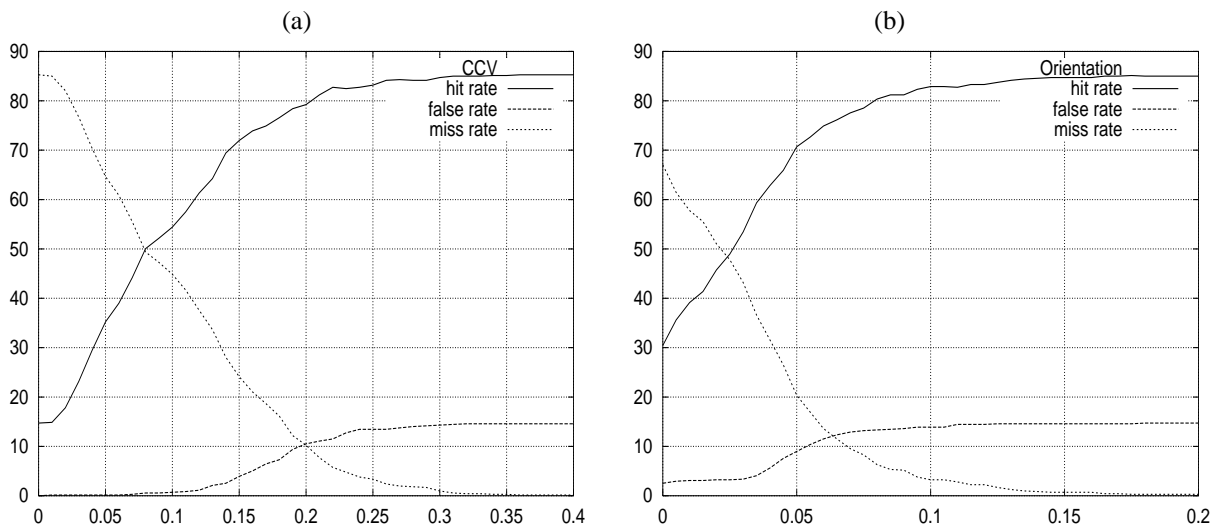 (a)
CCV
hit rate
false rate
miss rate
90
80
70
60
50
40
30
20
10
0
0 0.05 0.1 0.15 0.2 0.25 0.3 0.35 0.4
(b)
Orientation
hit rate
false rate
miss rate
90
80
70
60
50
40
30
20
10
0
0 0.05 0.1 0.15 0.2